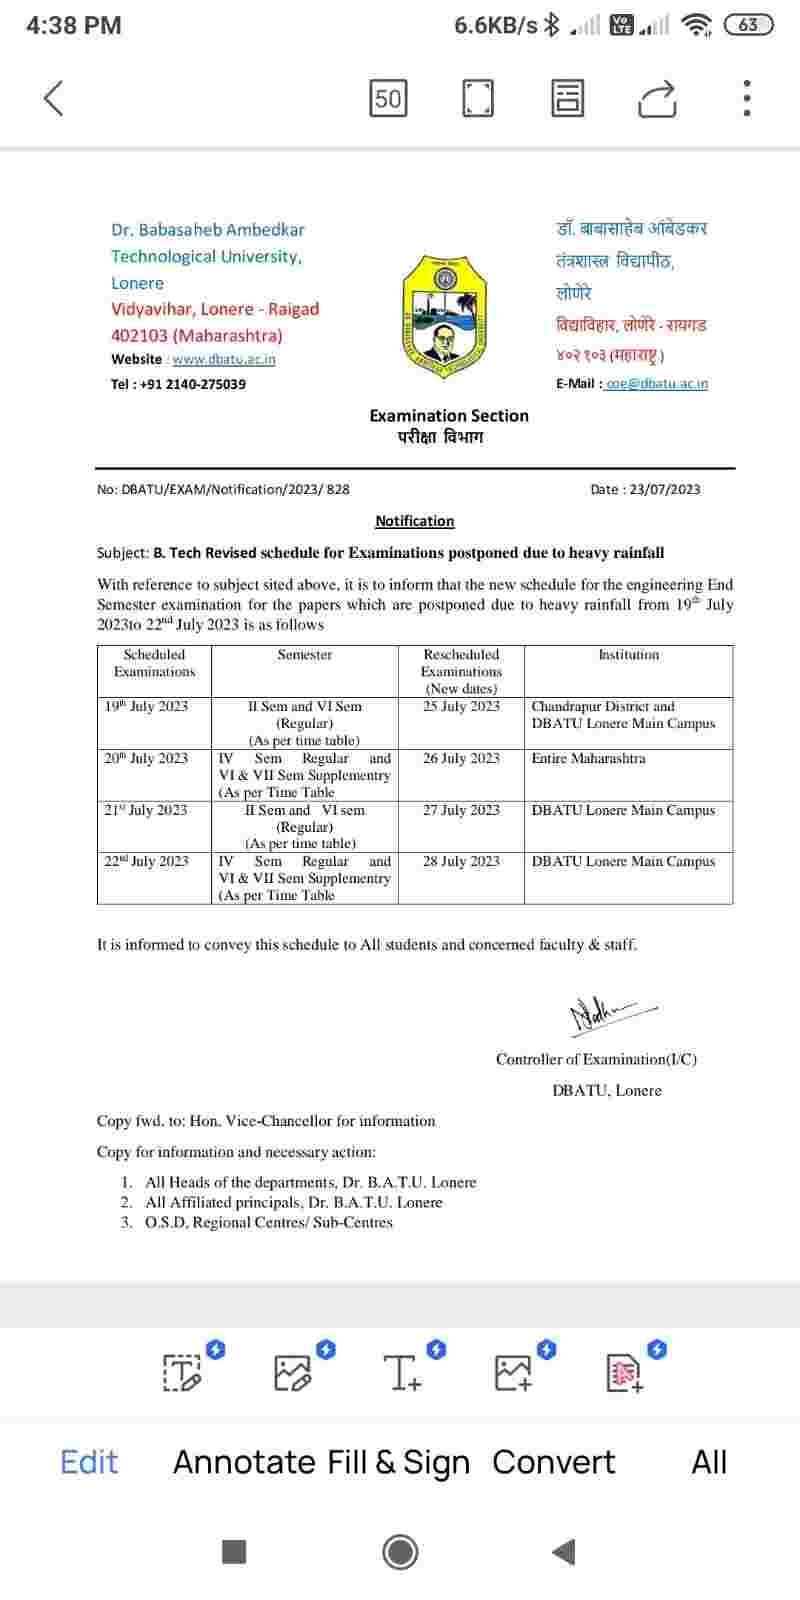 4:38 PM
6.6KB/s
Vo LTE
63
50
Dr. Babasaheb Ambedkar
Technological University,
Lonere
Vidyavihar, Lonere - Raigad
402103 (Maharashtra)
Website : www.dbatu.ac.in
Tel : +91 2140-275039
डॉ. बाबासाहेब आंबेडकर
तंत्रशास्त्र विद्यापीठ,
लोणेरे
विद्याविहार, लोणेरे - रायगड
४०२ १०३ (महाराष्ट्र )
E-Mail : coe@dbatu.ac.in
Examination Section
परीक्षा विभाग
No: DBATU/EXAM/Notification/2023/ 828
Date : 23/07/2023
Notification
Subject: B. Tech Revised schedule for Examinations postponed due to heavy rainfall
With reference to subject sited above, it is to inform that the new schedule for the engineering End
Semester examination for the papers which are postponed due to heavy rainfall from 19th July
2023to 22nd July 2023 is as follows
Scheduled Examinations
Semester
Rescheduled Examinations (New dates)
Institution
19th July 2023
II Sem and VI Sem
(Regular)
(As per time table)
25 July 2023
Chandrapur District and
DBATU Lonere Main Campus
20th July 2023
IV Sem Regular and
VI & VII Sem Supplementry
(As per Time Table
26 July 2023
Entire Maharashtra
21st July 2023
II Sem and VI sem
(Regular)
(As per time table)
27 July 2023
DBATU Lonere Main Campus
22nd July 2023
IV Sem Regular and
VI & VII Sem Supplementry
(As per Time Table
28 July 2023
DBATU Lonere Main Campus
It is informed to convey this schedule to All students and concerned faculty & staff.
Controller of Examination(I/C)
DBATU, Lonere
Copy fwd. to: Hon. Vice-Chancellor for information
Copy for information and necessary action:
1. All Heads of the departments, Dr. B.A.T.U. Lonere
2. All Affiliated principals, Dr. B.A.T.U. Lonere
3. O.S.D, Regional Centres/ Sub-Centres
Edit
Annotate
Fill & Sign
Convert
All